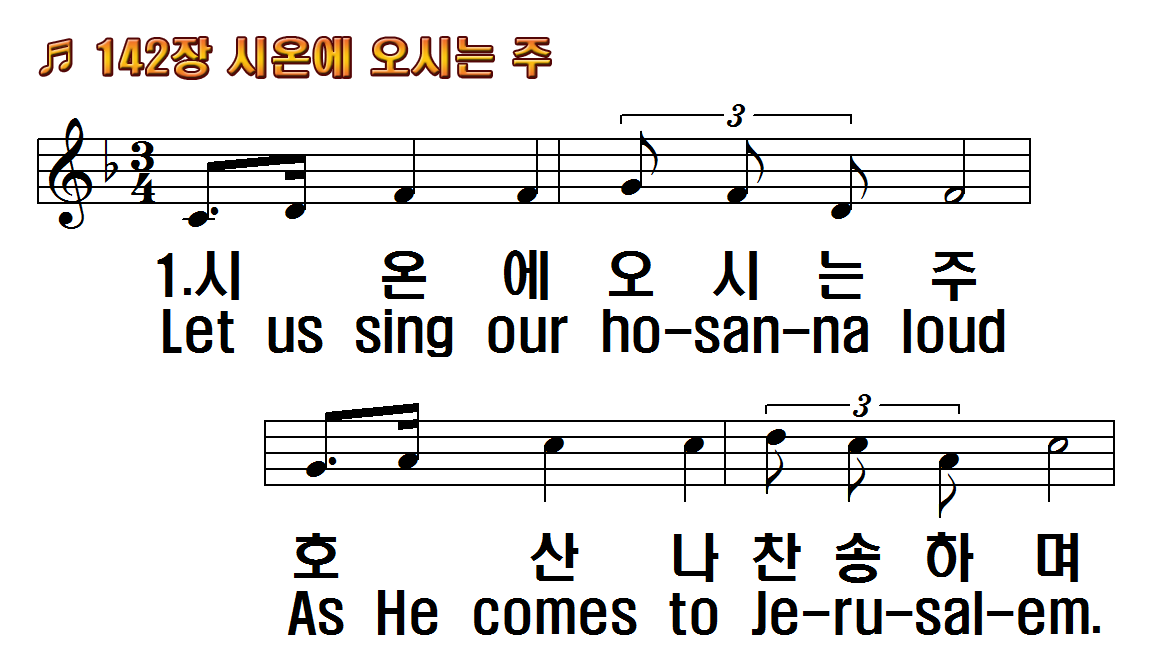 ♬ 142장 시온에 오시는 주
3
3
4
1.시 온 에 오 시 는 주
Let us sing our ho-san-na loud
3
호 산 나 찬 송 하 며
As He comes to Je-ru-sal-em.